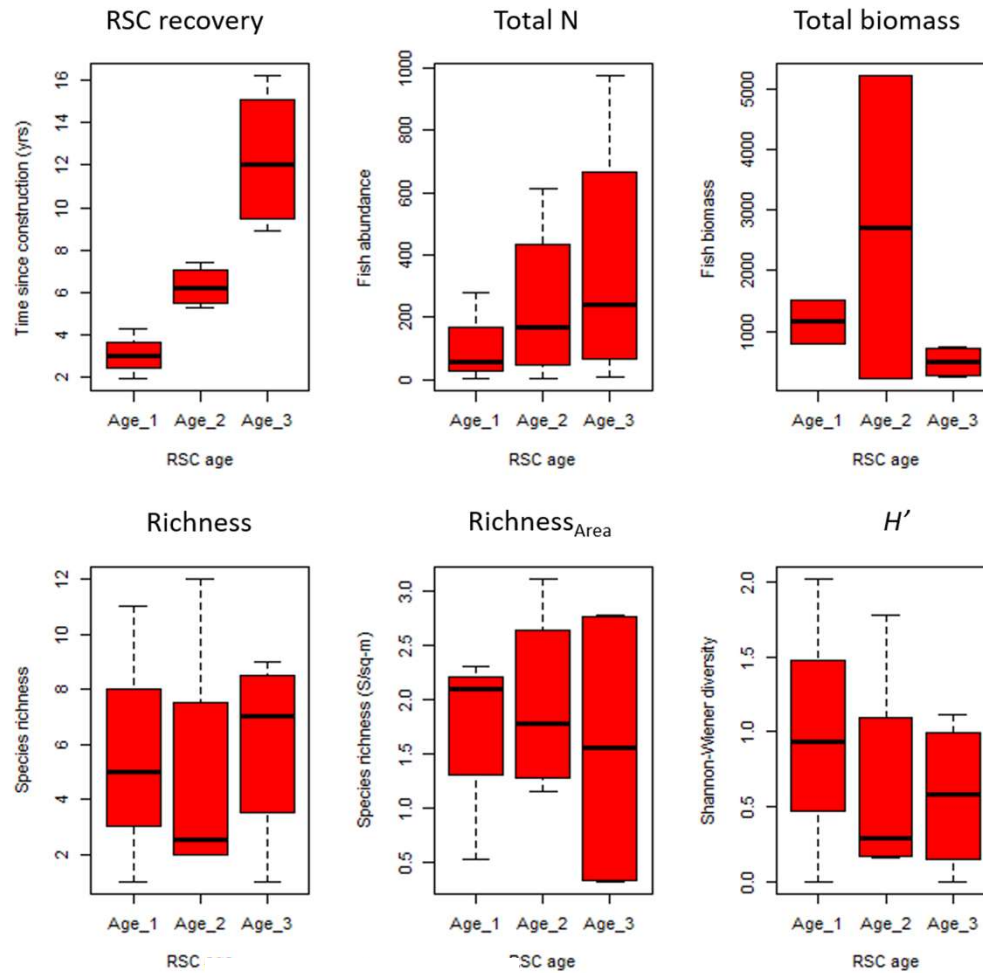 RSC recovery
Total N
Total biomass
Time since construction (yrs)
16
14
12
10
8
6
4
2
Age_1 Age_2 Age_3
RSC age
Fish abundance
1000
800
600
400
200
0
Age_1 Age_2 Age_3
RSC age
Fish biomass
5000
4000
3000
2000
1000
Age_1 Age_2 Age_3
RSC age
Richness
Richness Area
H’
Species richness
12
10
8
6
4
2
Age_1 Age_2 Age_3
RSC
Species richness (S/sq-m)
3.0
2.5
2.0
1.5
1.0
0.5
Age_1 Age_2 Age_3
RSC age
Shannon-Wiener diversity
2.0
1.5
1.0
0.5
0.0
Age_1 Age_2 Age_3
RSC age